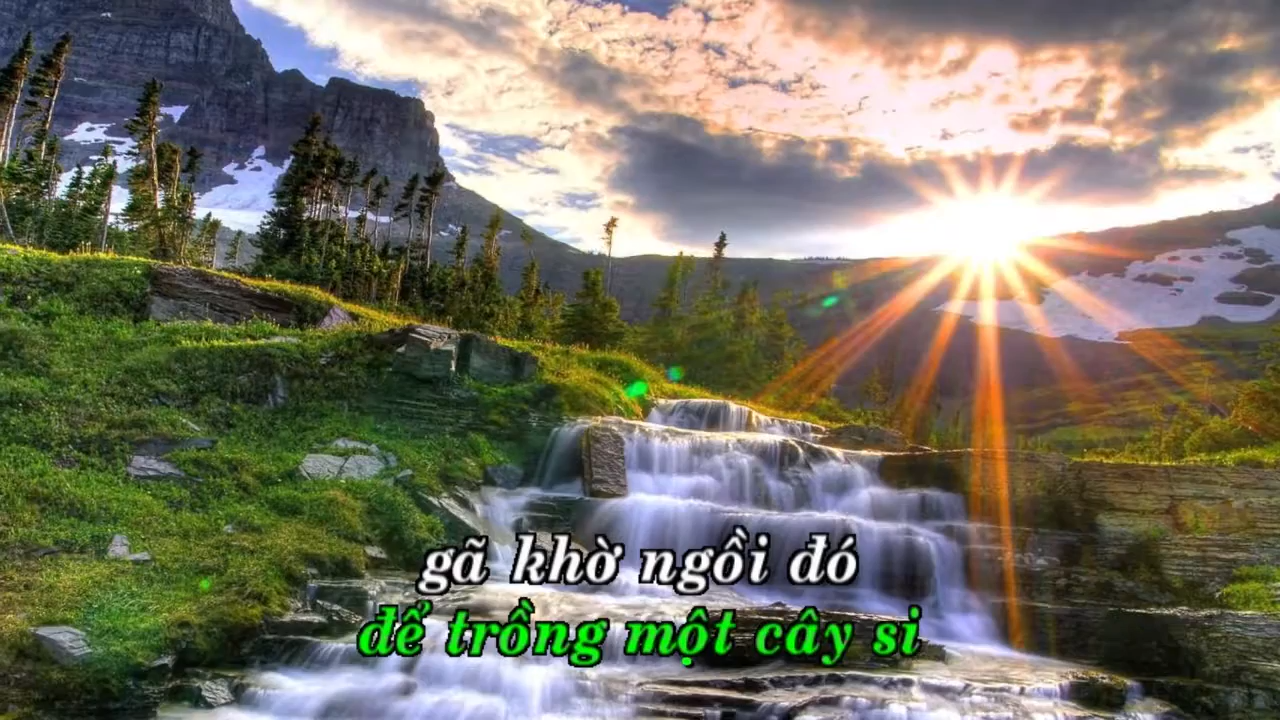 gã khờ ngồi đó
để trồng một cây si